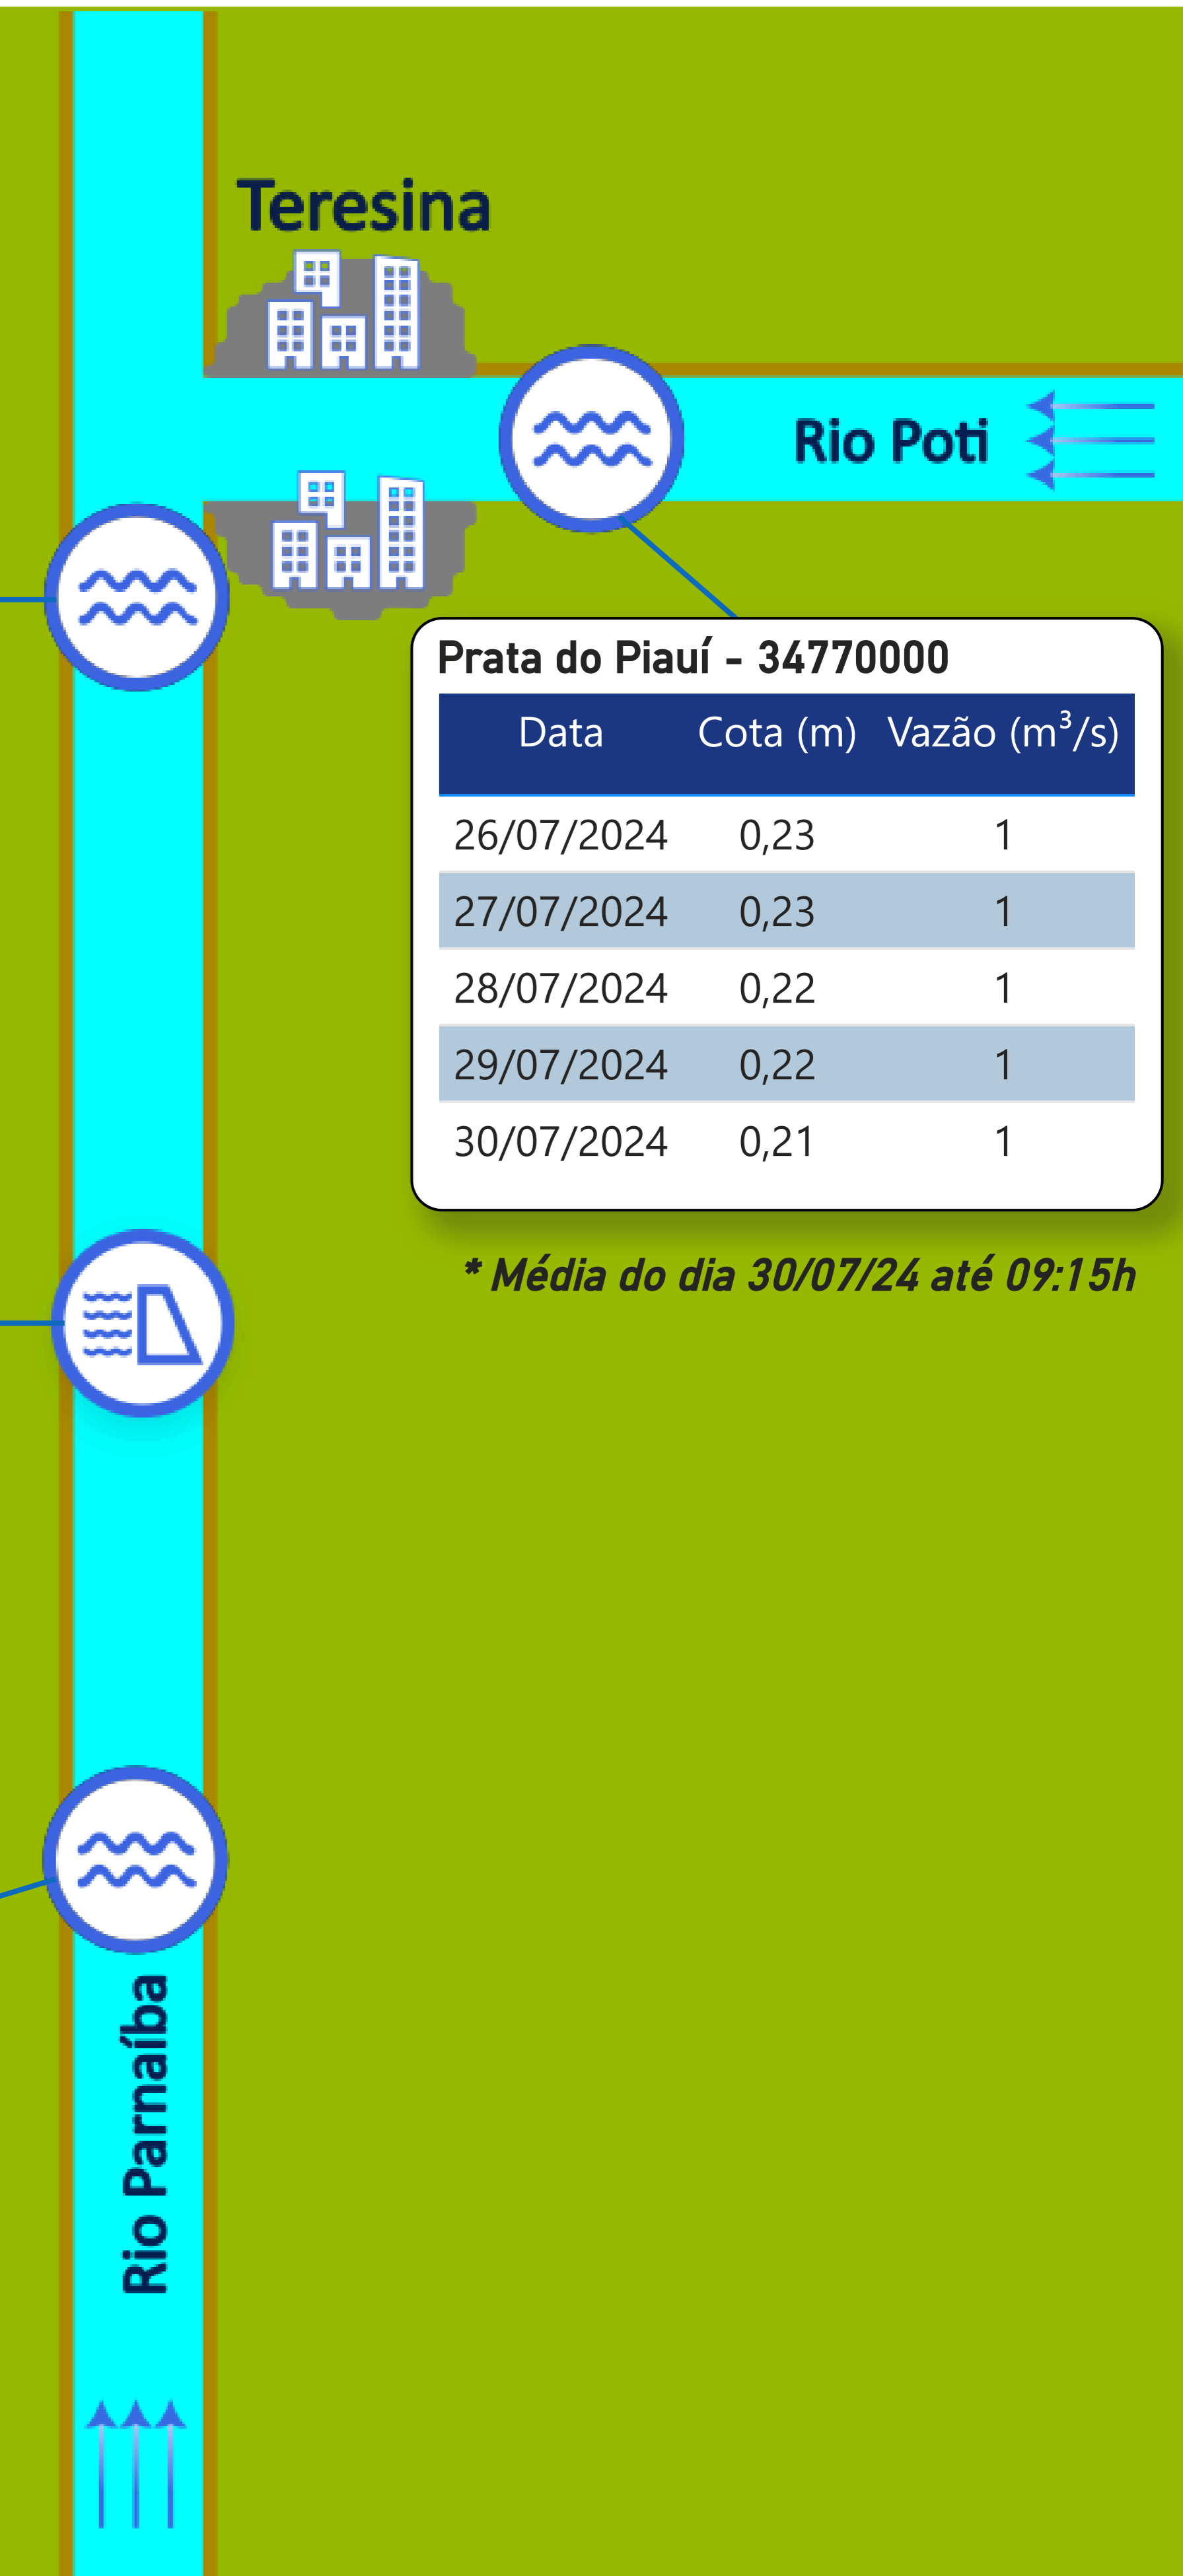 Teresina
Rio Poti
Prata do Piauí - 34770000
Data Cota (m) Vazão (m³/s)
26/07/2024 0,23 1
27/07/2024 0,23 1
28/07/2024 0,22 1
29/07/2024 0,22 1
30/07/2024 0,21 1
* Média do dia 30/07/24 até 09:15h
Rio Parnaíba